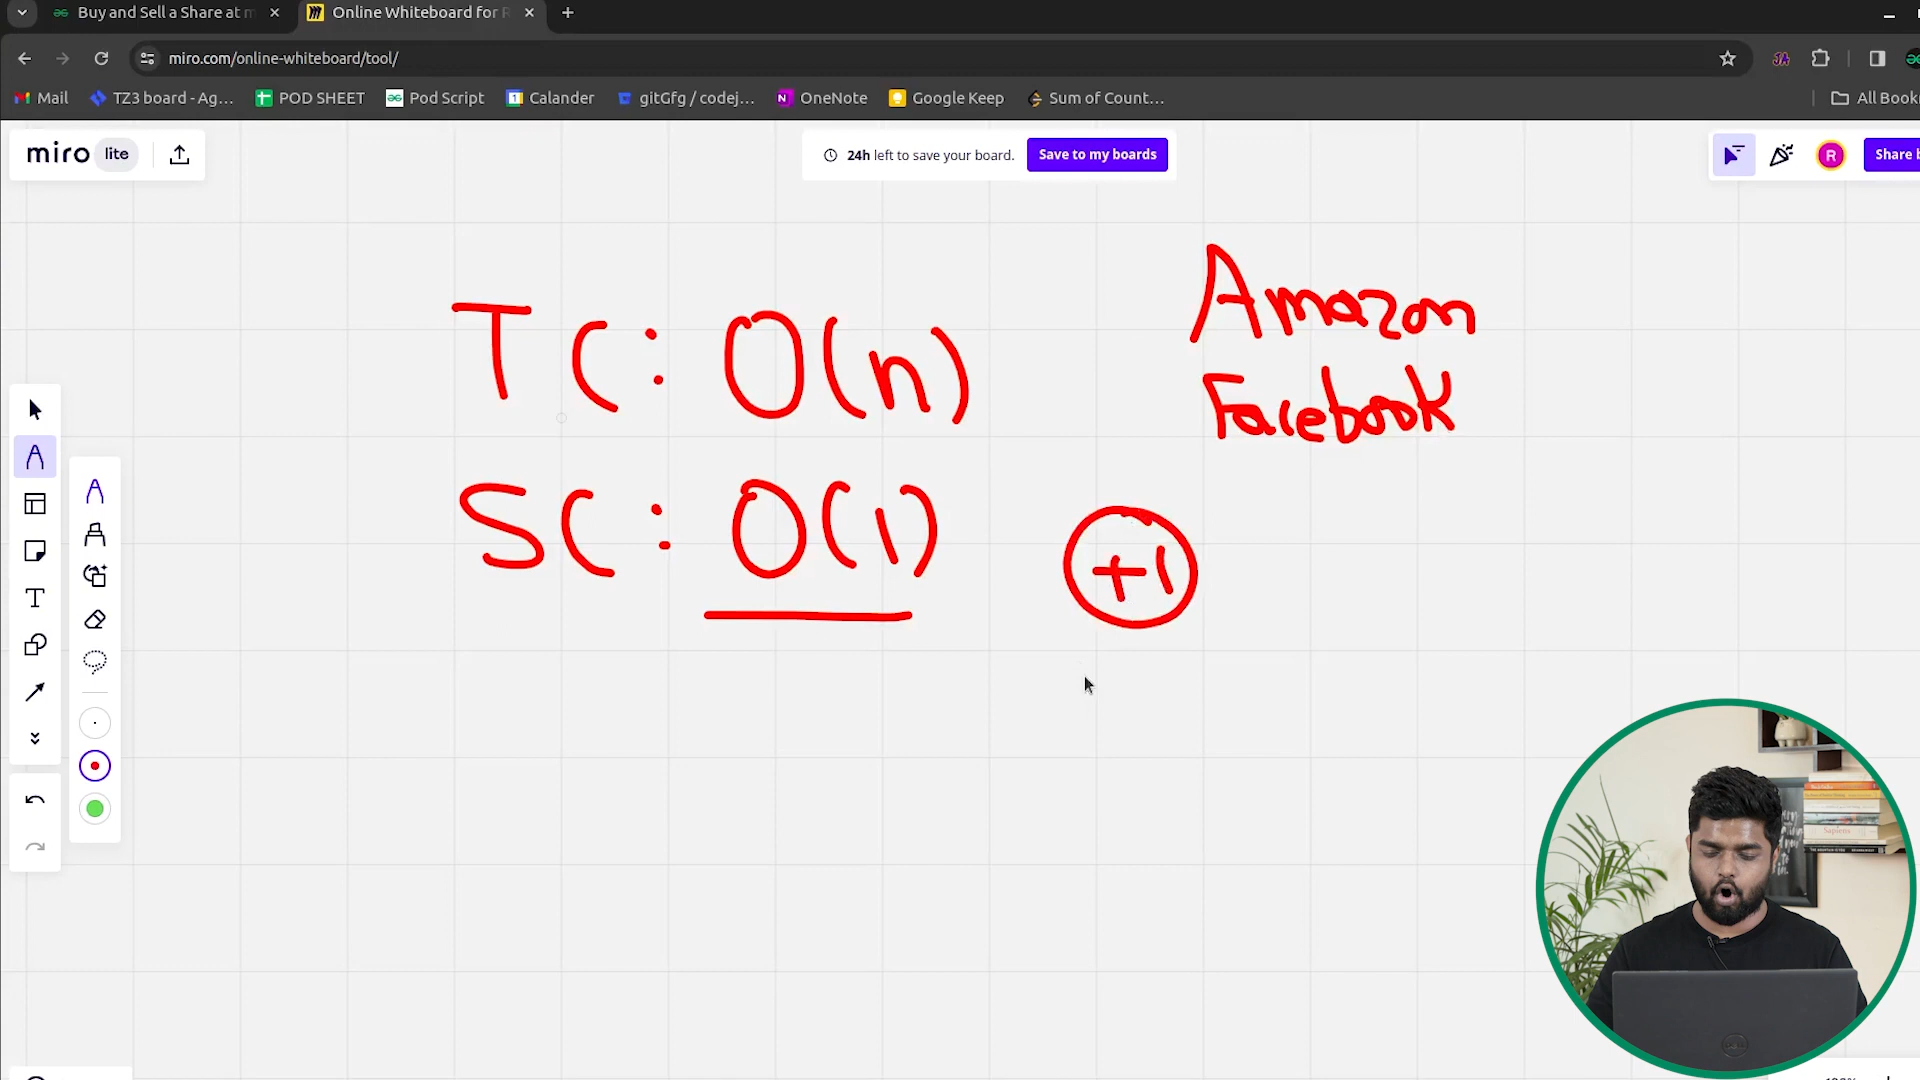 Buy and Sell a Share at m
Online Whiteboard for R
miro.com/online-whiteboard/tool/
Mail
TZ3 board - Ag...
POD SHEET
Pod Script
Calander
gitGfg / codej...
OneNote
Google Keep
Sum of Count...
All Book
miro lite
24h left to save your board.
Save to my boards
R
Share b
TC: O(n)
Amazon
Facebook
SC: O(1)
+1
T